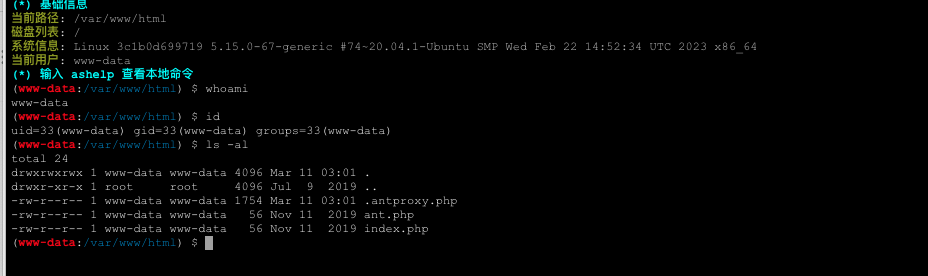 (*) 基础信息
当前路径: /var/www/html
磁盘列表: /
系统信息: Linux 3c1b0d699719 5.15.0-67-generic #74~20.04.1-Ubuntu SMP Wed Feb 22 14:52:34 UTC 2023 x86_64
当前用户: www-data
(*) 输入 ashelp 查看本地命令
(www-data:/var/www/html) $ whoami
www-data
(www-data:/var/www/html) $ id
uid=33(www-data) gid=33(www-data) groups=33(www-data)
(www-data:/var/www/html) $ ls -al
total 24
drwxrwxrwx 1 www-data www-data 4096 Mar 11 03:01 .
drwxr-xr-x 1 root     root     4096 Jul  9  2019 ..
-rw-r--r-- 1 www-data www-data 1754 Mar 11 03:01 .antproxy.php
-rw-r--r-- 1 www-data www-data   56 Nov 11  2019 ant.php
-rw-r--r-- 1 www-data www-data   56 Nov 11  2019 index.php
(www-data:/var/www/html) $